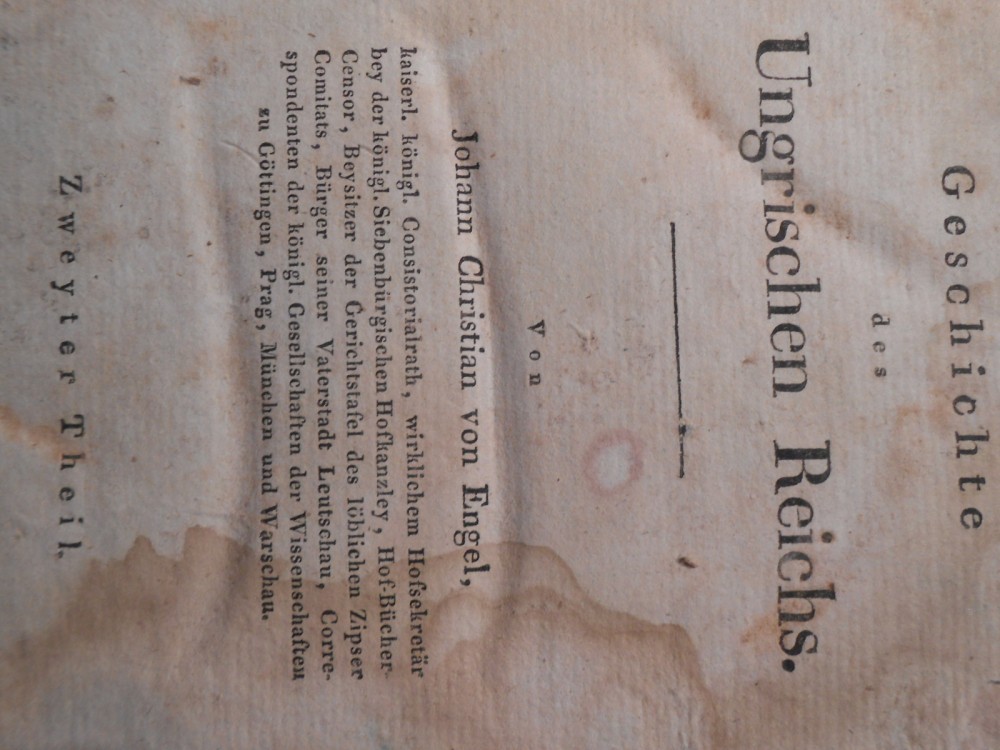 Geschichte
des
Ungrischen Reichs.
Von
Johann Christian von Engel,
kaiserl. königl. Consistorialrath, wirklichem Hofsekretär
bey der königl. Siebenbürgischen Hofkanzley, Hof-Bücher-
Censor, Beysitzer der Gerichtstafel des löblichen Zipser
Comitats, Bürger seiner Vaterstadt Leutschau, Corre-
spondenten der königl. Gesellschaften der Wissenschaften
zu Göttingen, Prag, München und Warschau.
Zweyter Theil.